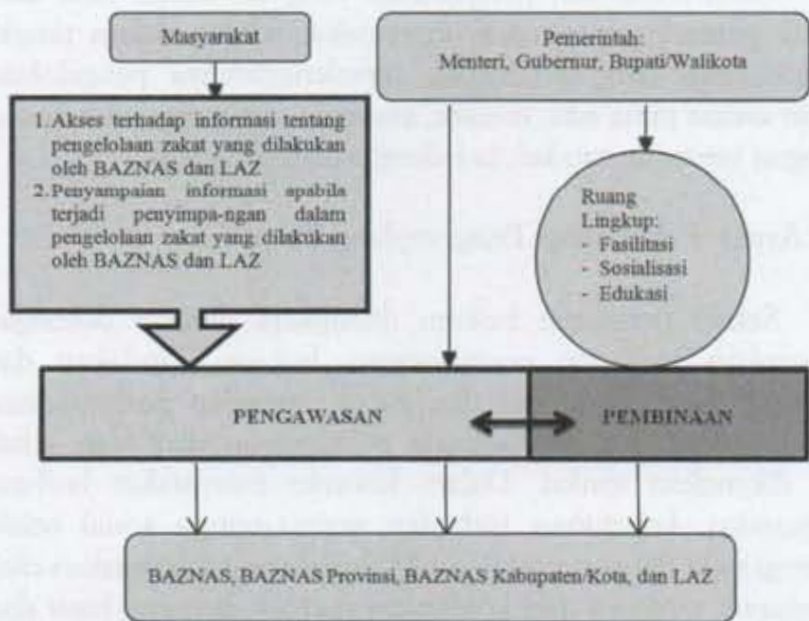 Masyarakat
Pemerintah:
Menteri, Gubernur, Bupati/Walikota
1. Akses terhadap informasi tentang
pengelolaan zakat yang dilakukan
oleh BAZNAS dan LAZ
2. Penyampaian informasi apabila
terjadi penyimpa-ngan dalam
pengelolaan zakat yang dilakukan
oleh BAZNAS dan LAZ
Ruang
Lingkup:
- Fasilitasi
- Sosialisasi
- Edukasi
PENGAWASAN
PEMBINAAN
BAZNAS, BAZNAS Provinsi, BAZNAS Kabupaten/Kota, dan LAZ